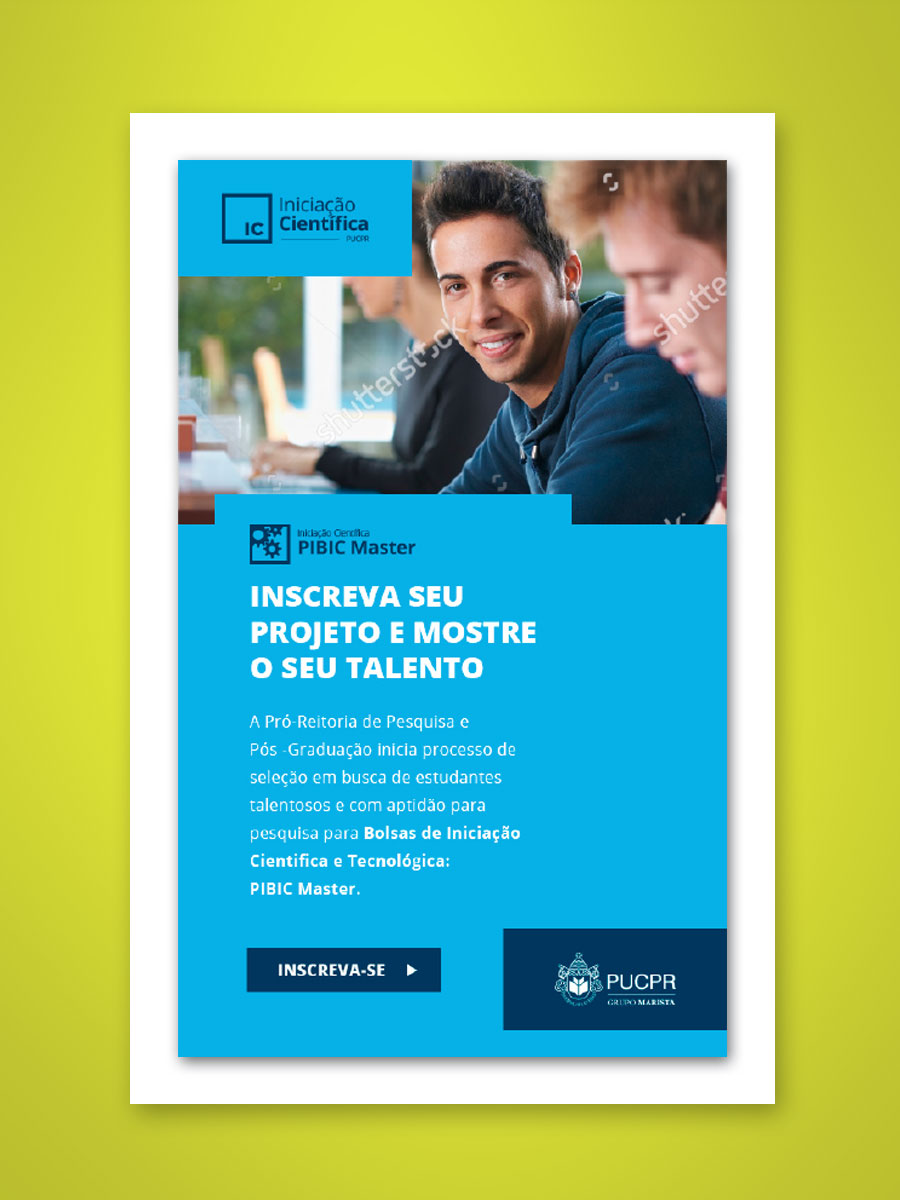 IC
Iniciação
Científica
PUCPR
shutterstock
shutte
Iniciação Científica
PIBIC Master
INSCREVA SEU
PROJETO E MOSTRE
O SEU TALENTO
A Pró-Reitoria de Pesquisa e
Pós -Graduação inicia processo de
seleção em busca de estudantes
talentosos e com aptidão para
pesquisa para Bolsas de Iniciação
Cientifica e Tecnológica:
PIBIC Master.
INSCREVA-SE
PUCPR
GRUPO MARISTA